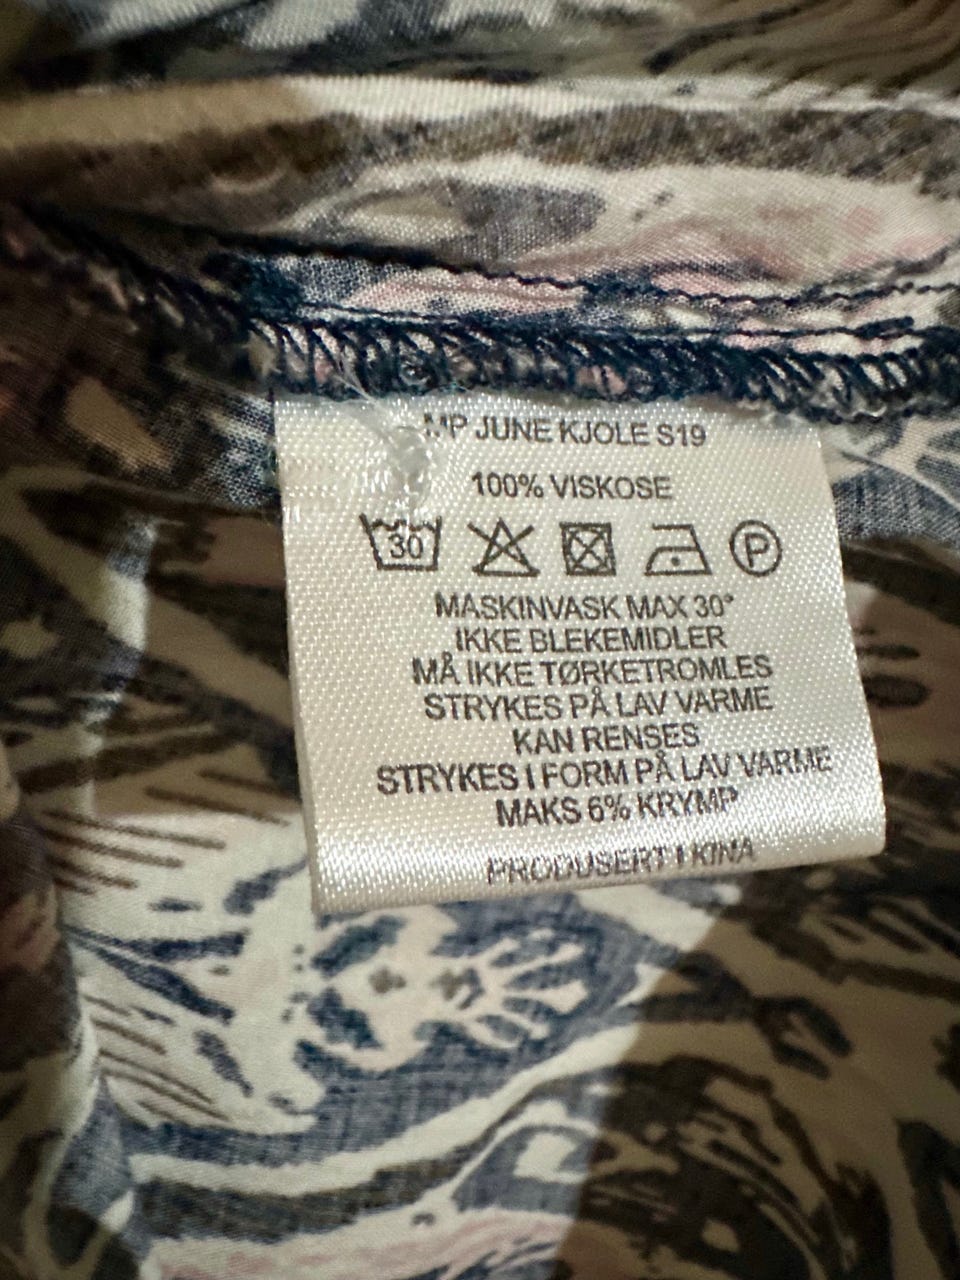 MP JUNE KJOLE S19
100% VISKOSE
30 P
MASKINVASK MAX 30°
IKKE BLEKEMIDLER
MÅ IKKE TØRKETROMLES
STRYKES PÅ LAV VARME
KAN RENSES
STRYKES I FORM PÅ LAV VARME
MAKS 6% KRYMP
PRODUSERT I KINA